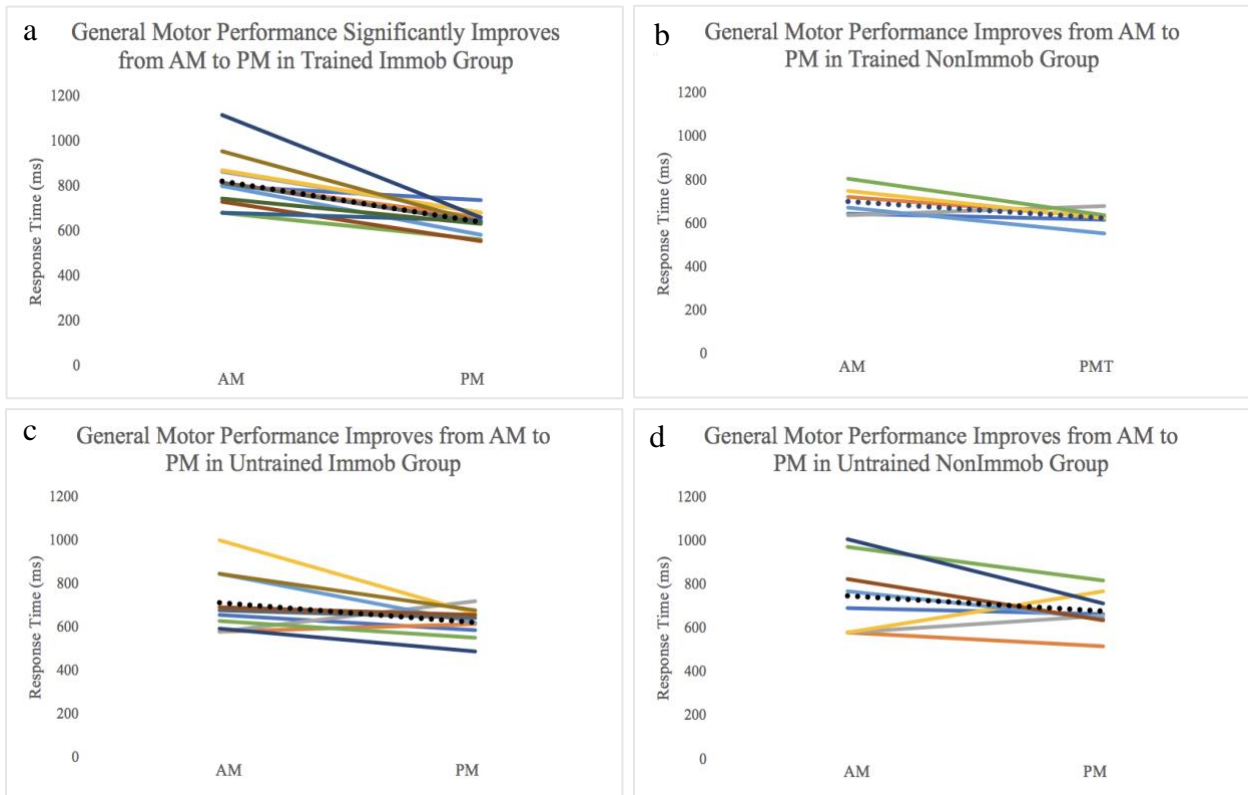 a
General Motor Performance Significantly Improves
from AM to PM in Trained Immob Group
Response Time (ms)
1200
1000
800
600
400
200
0
AM
PM
b
General Motor Performance Improves from AM to
PM in Trained NonImmob Group
Response Time (ms)
1200
1000
800
600
400
200
0
AM
PMT
c
General Motor Performance Improves from AM to
PM in Untrained Immob Group
Response Time (ms)
1200
1000
800
600
400
200
0
AM
PM
d
General Motor Performance Improves from AM to
PM in Untrained NonImmob Group
Response Time (ms)
1200
1000
800
600
400
200
0
AM
PM